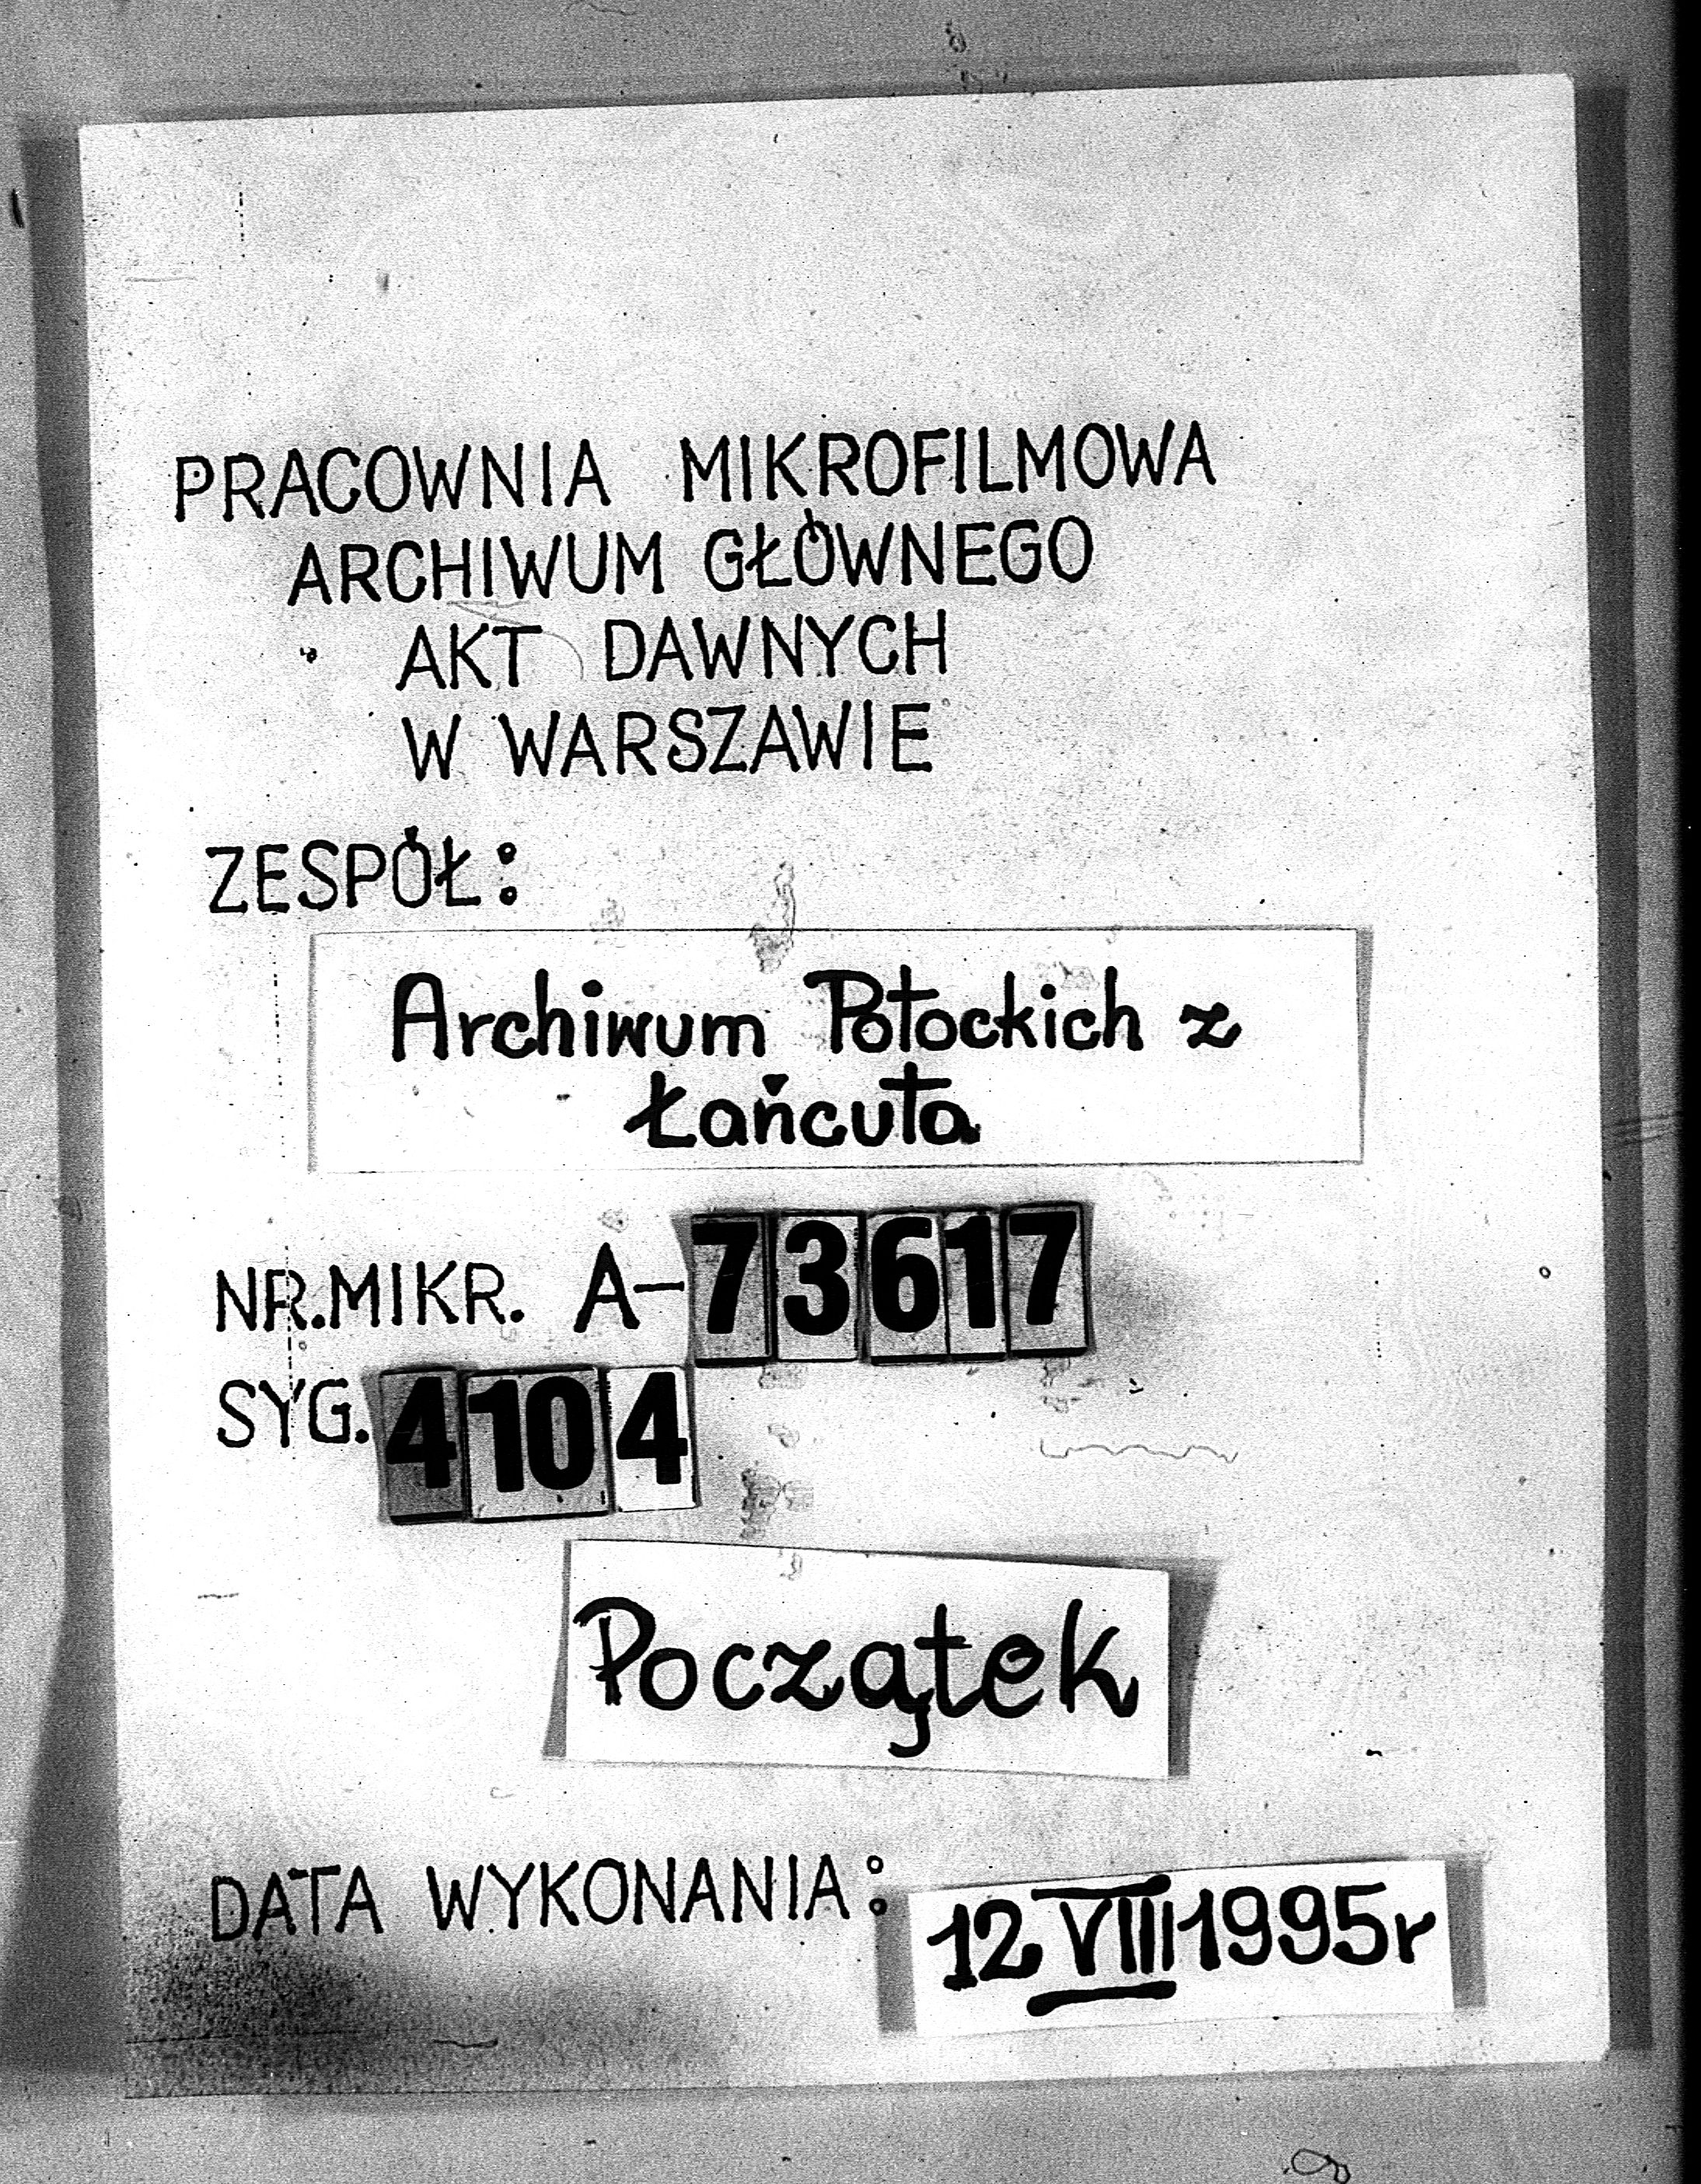 PRACOWNIA MIKROFILMOWA
ARCHIWUM GŁÓWNEGO
AKT DAWNYCH
W WARSZAWIE
ZESPÓŁ:
Archiwum Potockich z
Łańcuta
NR.MIKR. A-73617
SYG. 4104
Początek
DATA WYKONANIA: 12 VIII 1995r